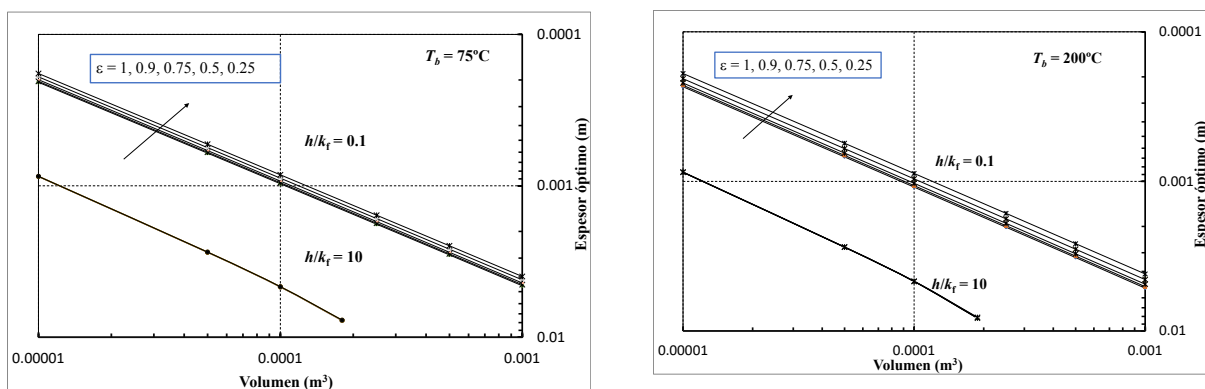 0.0001
T_b = 75ºC
ε = 1, 0.9, 0.75, 0.5, 0.25
h/k_f = 0.1
0.001
Espesor óptimo (m)
h/k_f = 10
0.01
0.00001 0.0001 0.001
Volumen (m³)
0.0001
T_b = 200ºC
ε = 1, 0.9, 0.75, 0.5, 0.25
h/k_f = 0.1
0.001
Espesor óptimo (m)
h/k_f = 10
0.01
0.00001 0.0001 0.001
Volumen (m³)